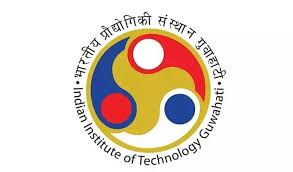 भारतीय प्रौद्योगिकी संस्थान गुवाहाटी
Indian Institute of Technology Guwahati